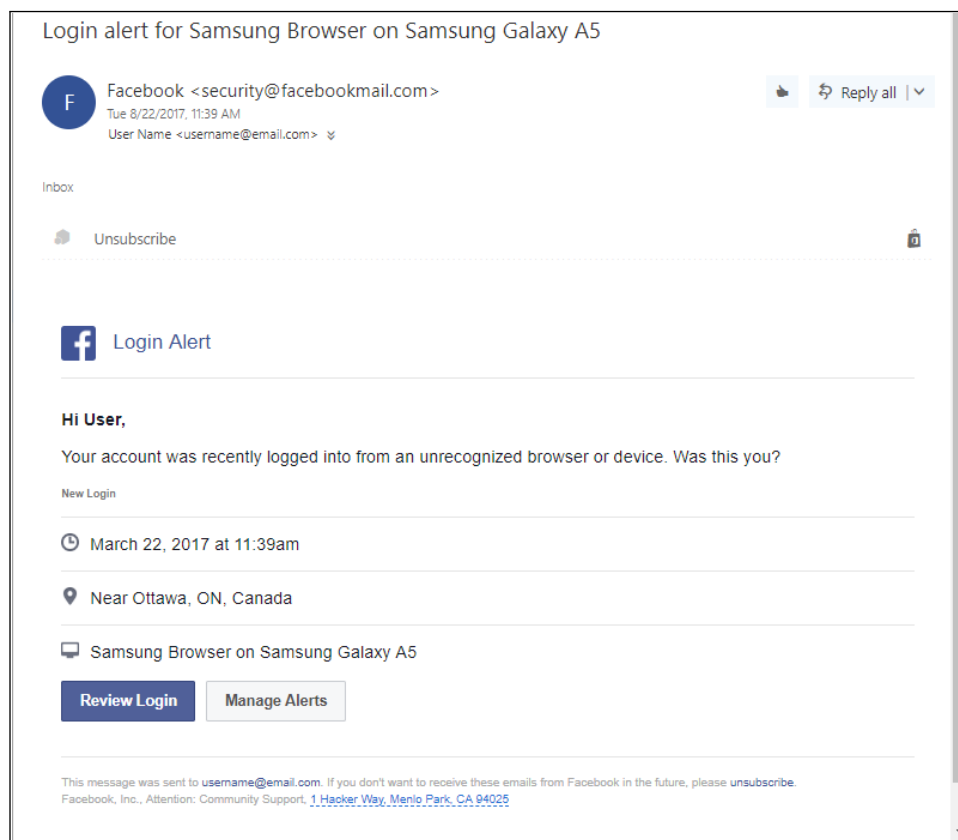 Login alert for Samsung Browser on Samsung Galaxy A5
F
Facebook <security@facebookmail.com>
Reply all
Tue 8/22/2017, 11:39 AM
User Name <username@email.com>
Inbox
Unsubscribe
f Login Alert
Hi User,
Your account was recently logged into from an unrecognized browser or device. Was this you?
New Login
March 22, 2017 at 11:39am
Near Ottawa, ON, Canada
Samsung Browser on Samsung Galaxy A5
Review Login Manage Alerts
This message was sent to username@email.com. If you don't want to receive these emails from Facebook in the future, please unsubscribe.
Facebook, Inc., Attention: Community Support, 1 Hacker Way, Menlo Park, CA 94025